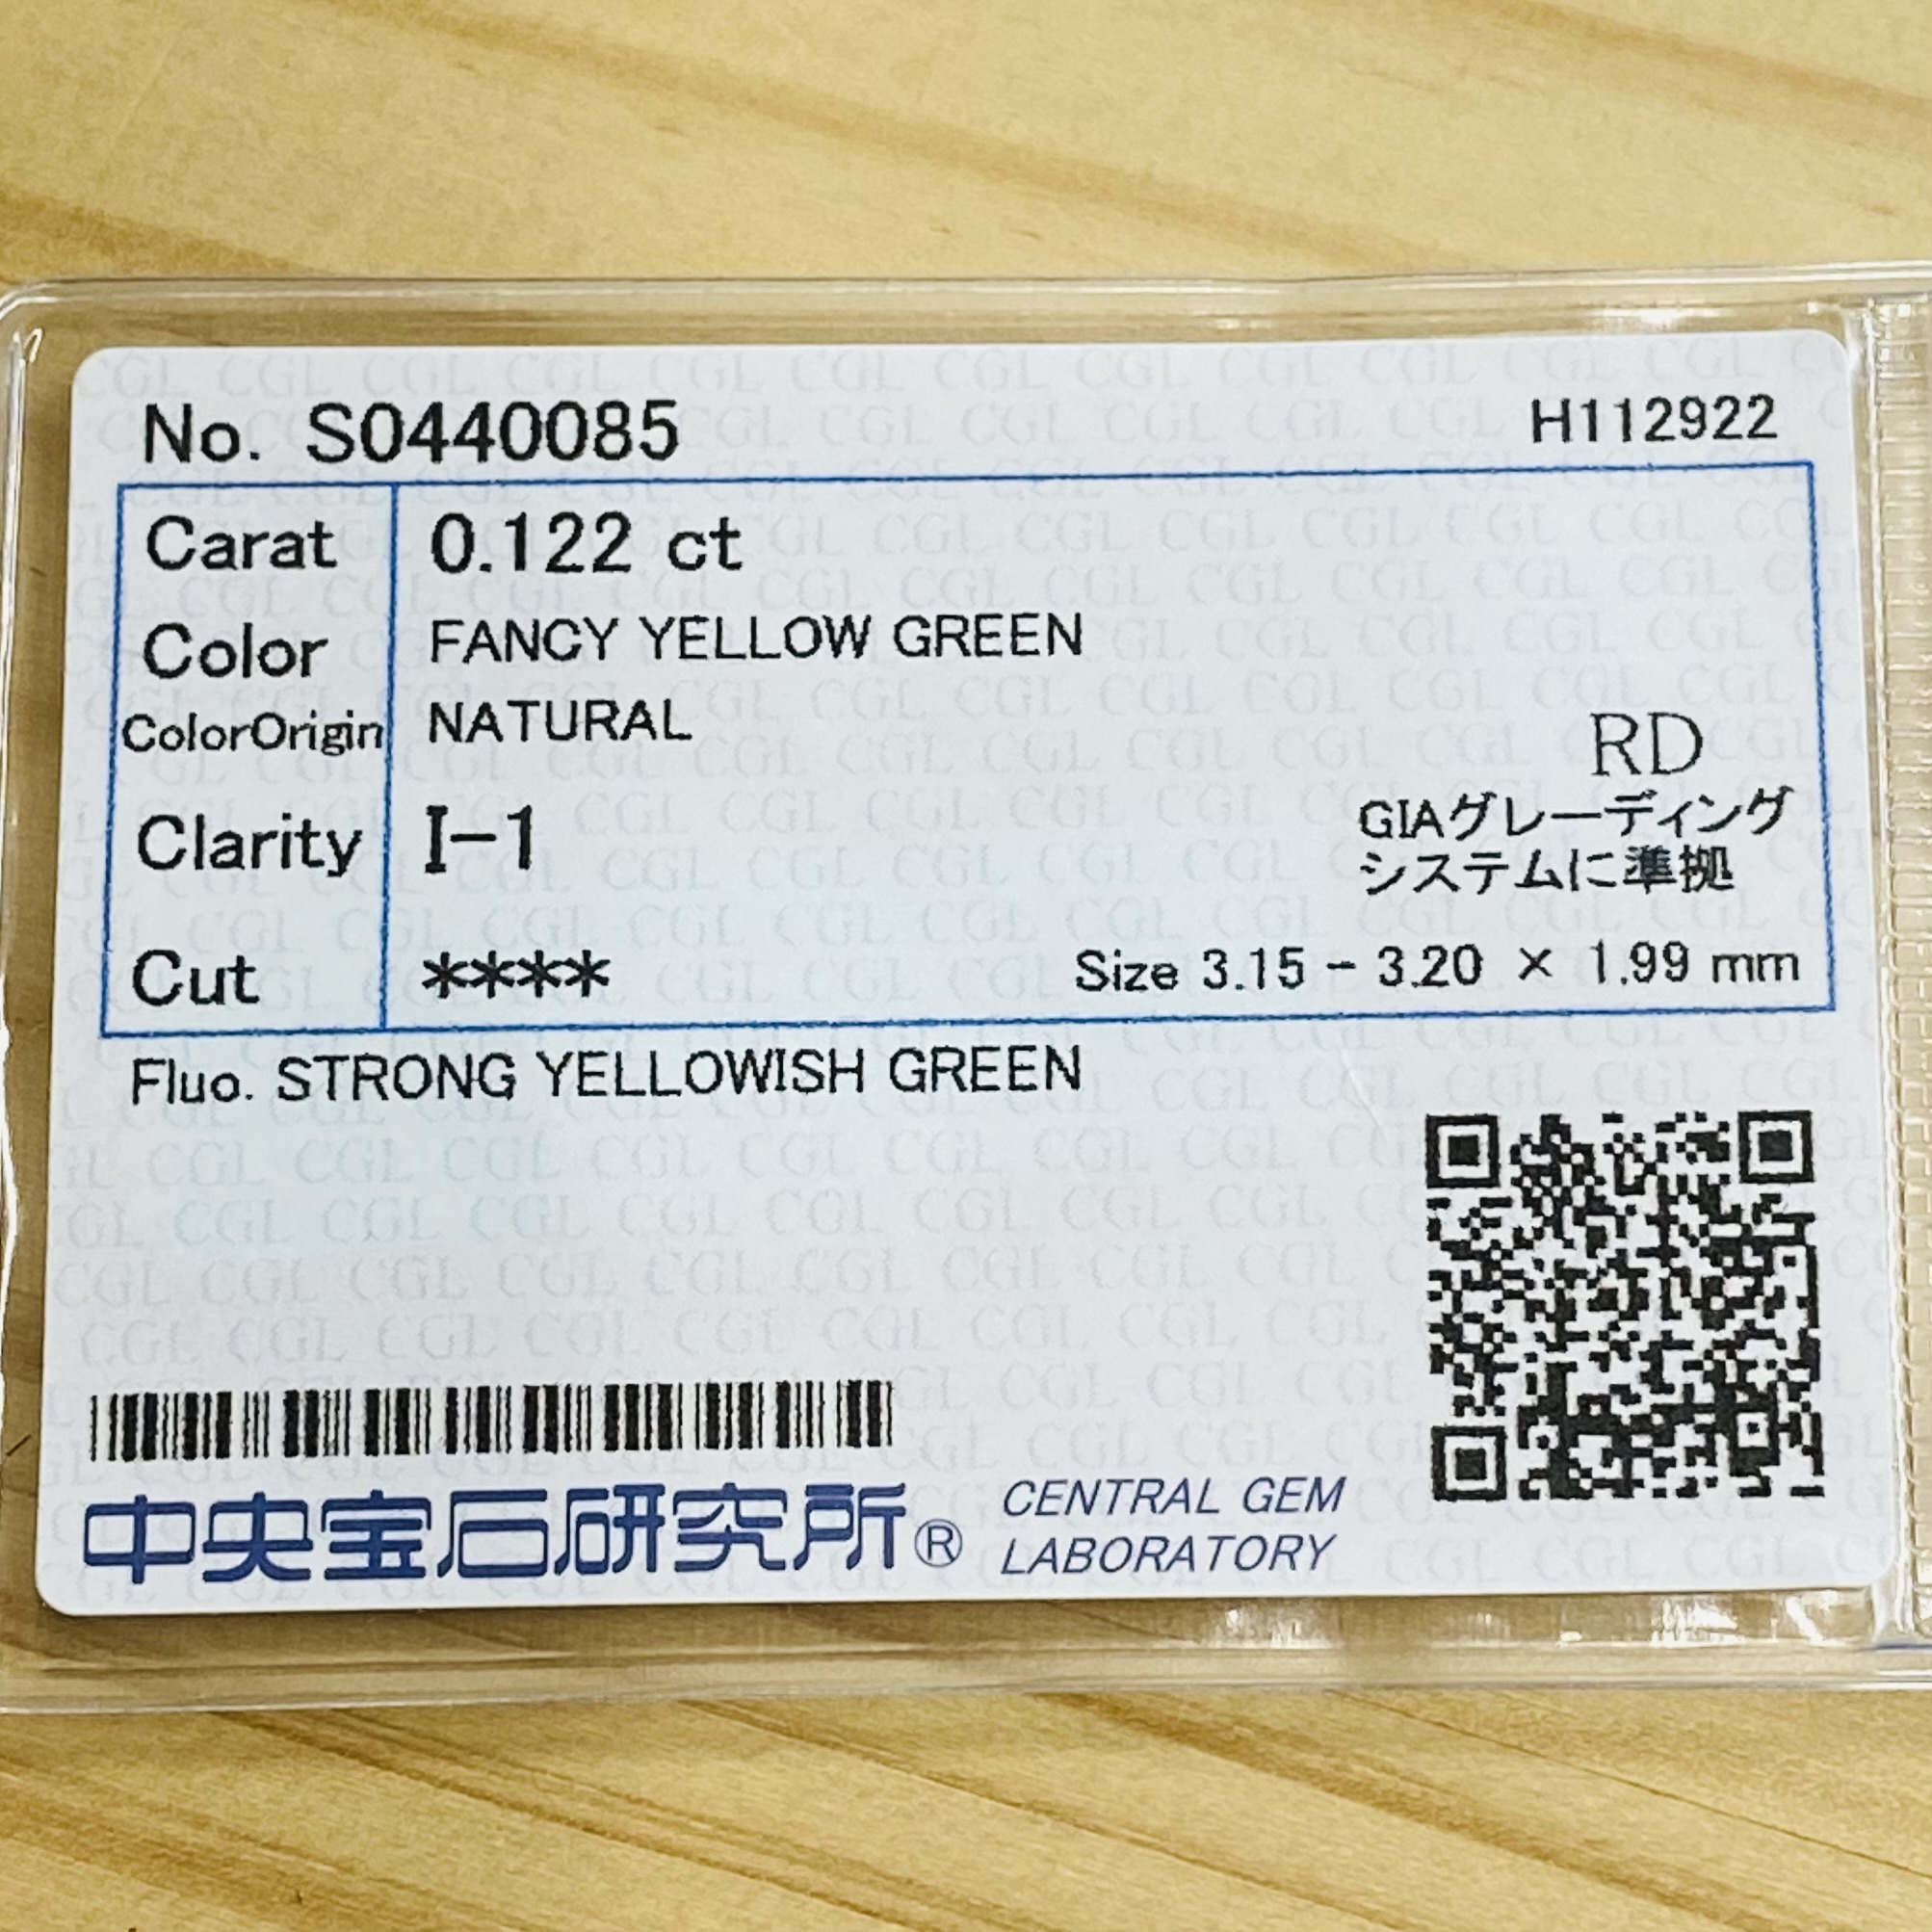 No. S0440085
H112922
Carat 0.122 ct
Color FANCY YELLOW GREEN
ColorOrigin NATURAL
RD
Clarity I-1
GIAグレーディング
システムに準拠
Cut ****
Size 3.15 - 3.20 × 1.99 mm
Fluo. STRONG YELLOWISH GREEN
中央宝石研究所®
CENTRAL GEM
LABORATORY